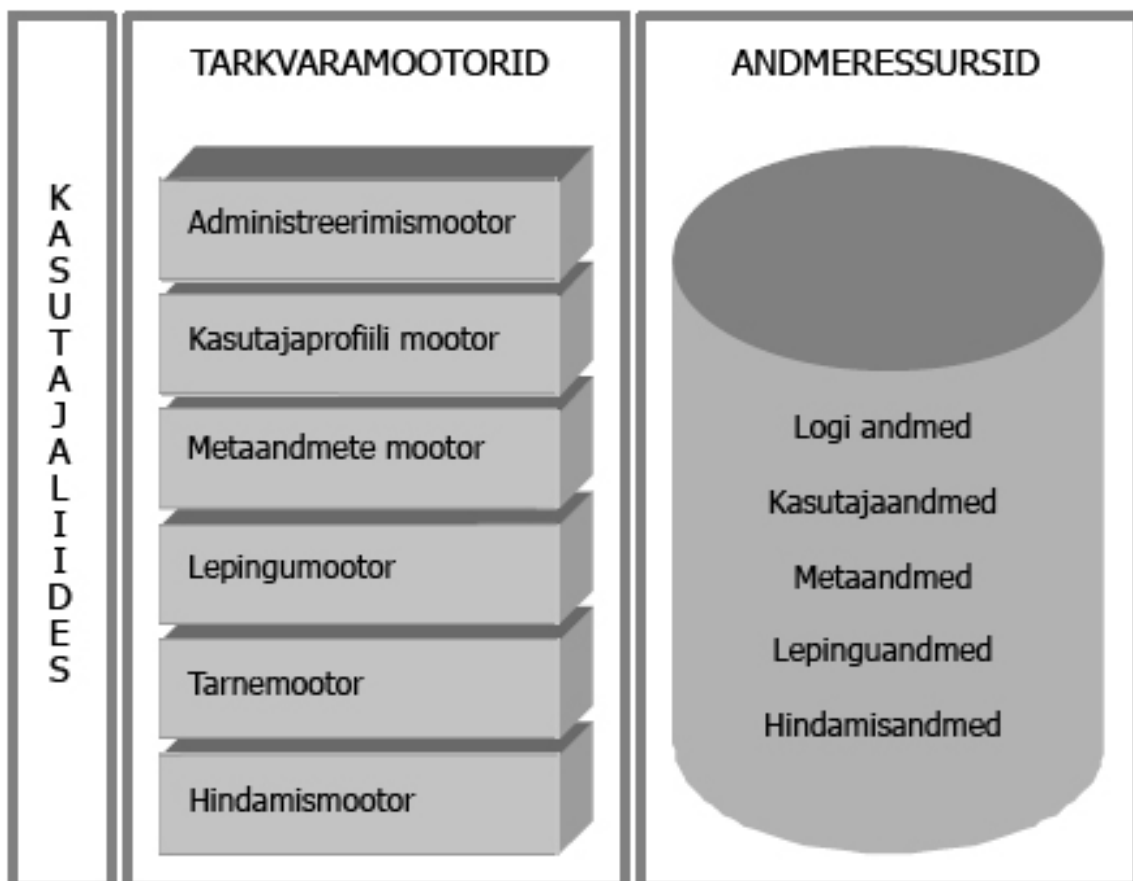 KASUTAJALIIDES
TARKVARAMOOTORID
Administreerimismootor
Kasutajaprofiili mootor
Metaandmete mootor
Lepingumootor
Tarnemootor
Hindamismootor
ANDMERESSURSID
Logi andmed
Kasutajaandmed
Metaandmed
Lepinguandmed
Hindamisandmed